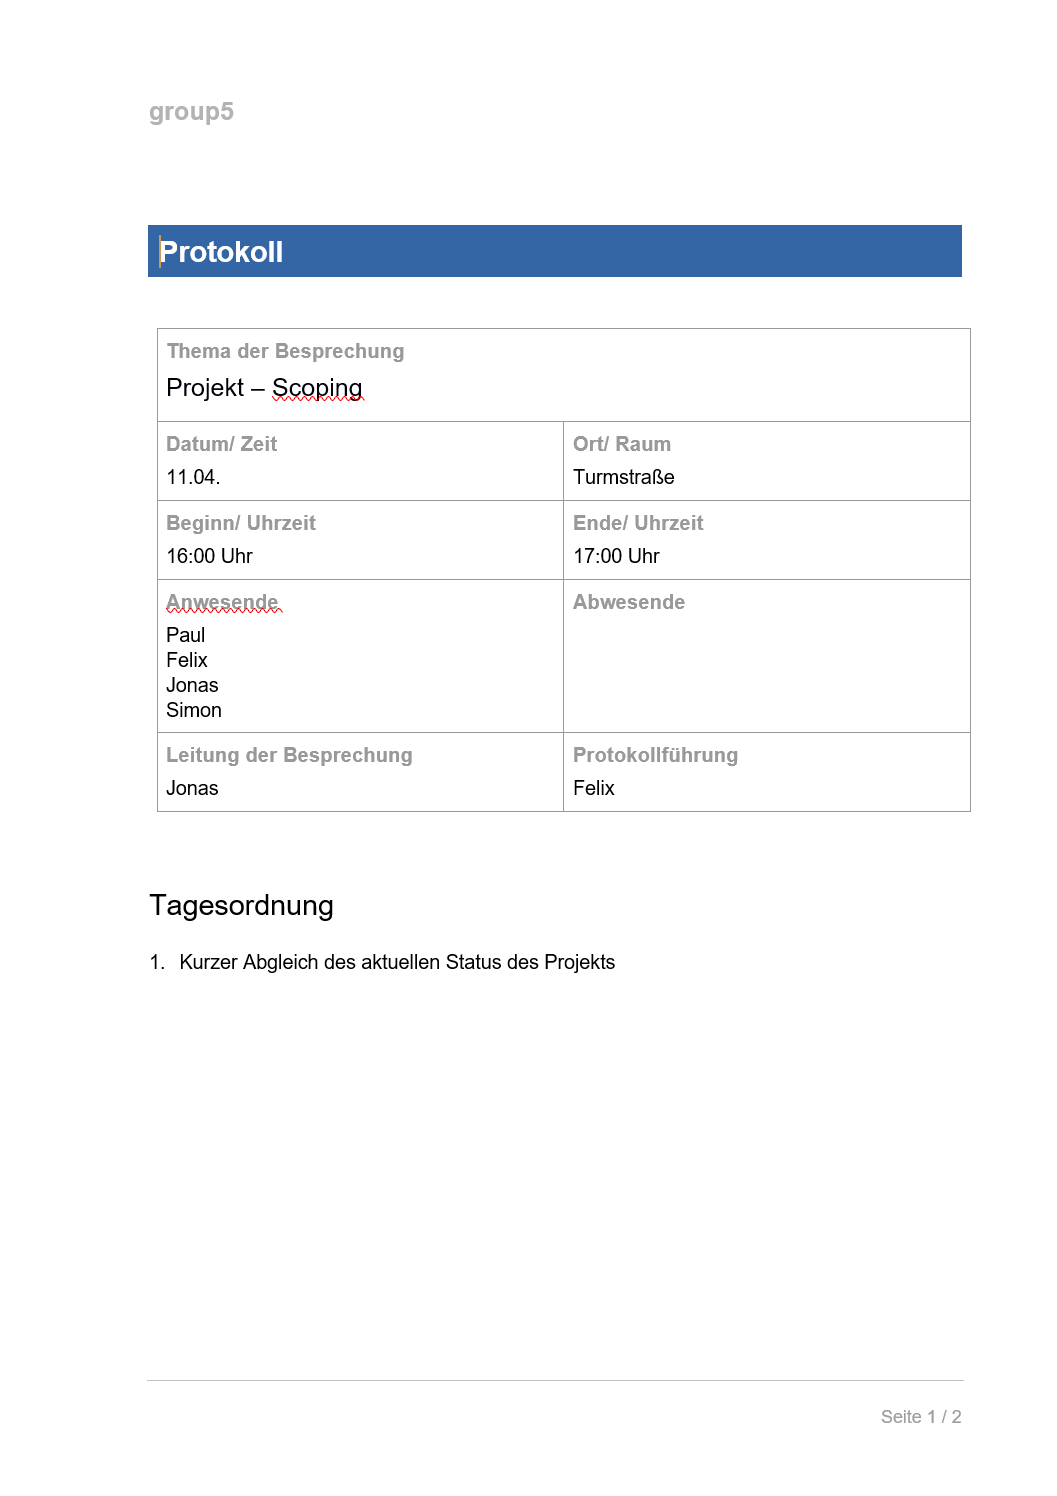 group5
Protokoll
Thema der Besprechung
Projekt – Scoping
Datum/ Zeit
11.04.
Ort/ Raum
Turmstraße
Beginn/ Uhrzeit
16:00 Uhr
Ende/ Uhrzeit
17:00 Uhr
Anwesende
Paul
Felix
Jonas
Simon
Abwesende
Leitung der Besprechung
Jonas
Protokollführung
Felix
Tagesordnung
1. Kurzer Abgleich des aktuellen Status des Projekts
Seite 1 / 2